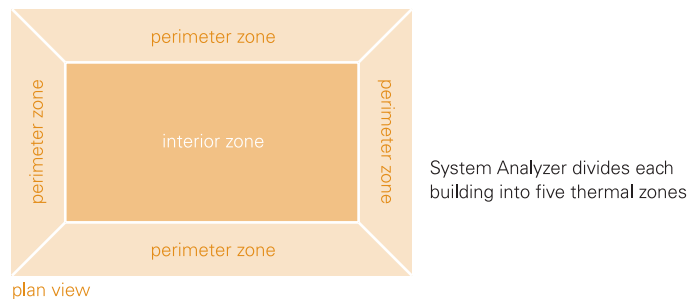 perimeter zone
perimeter zone
interior zone
perimeter zone
System Analyzer divides each
building into five thermal zones
perimeter zone
plan view